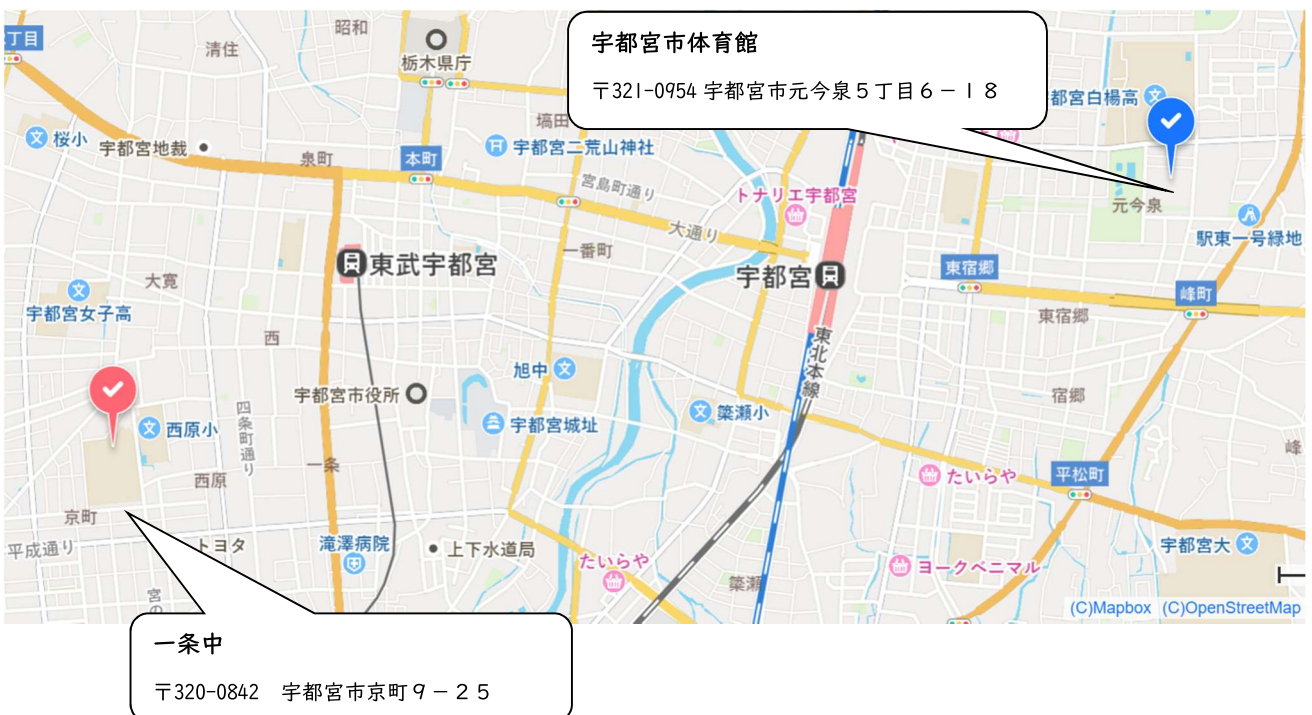 昭和
丁目
清住
栃木県庁
宇都宮市体育館
〒321-0954 宇都宮市元今泉５丁目６－１８
都宮白楊高
塙田
桜小
宇都宮地裁
泉町
本町
宇都宮二荒山神社
宮島町通り
トナリエ宇都宮
元今泉
大通り
駅東一号緑地
一番町
東武宇都宮
宇都宮
東宿郷
大寛
峰町
宇都宮女子高
東宿郷
西
東北本線
旭中
宇都宮市役所
宿郷
四条町通り
簗瀬小
西原小
宇都宮城址
峰
一条
西原
たいらや
平松町
京町
平成通り
トヨタ
滝澤病院
上下水道局
宇都宮大
たいらや
ヨークベニマル
簗瀬
宮の
(C)Mapbox (C)OpenStreetMap
一条中
〒320-0842　宇都宮市京町９－２５